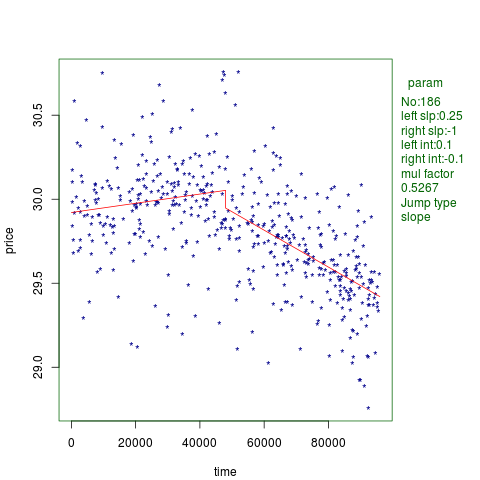 param
No:186
left slp:0.25
right slp:-1
left int:0.1
right int:-0.1
mul factor
0.5267
Jump type
slope
price
30.5
30.0
29.5
29.0
0 20000 40000 60000 80000
time